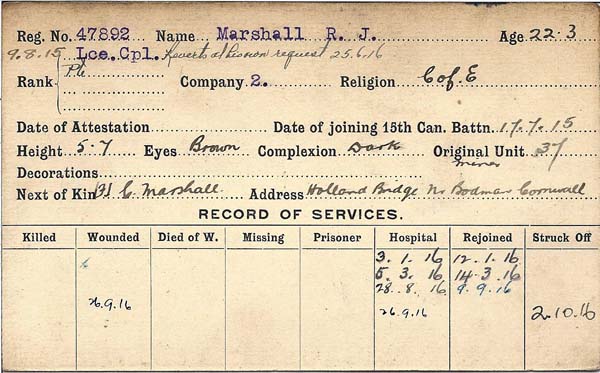 Reg. No. 47892 Name Marshall R. J. Age 22.3
9.8.15 Lce.Cpl. Reverts at his own request 25.6.16
Rank Pte Company 2. Religion C of E
Date of Attestation Date of joining 15th Can. Battn. 17.7.15
Height 5.7 Eyes Brown Complexion Dark Original Unit 37
Decorations
Next of Kin C. Marshall Address Holland Bridge Nr Bodmin Cornwall
RECORD OF SERVICES.
Killed Wounded Died of W. Missing Prisoner Hospital Rejoined Struck Off
3.1.16 12.1.16
5.3.16 14.3.16
28.8.16 9.9.16
26.9.16 26.9.16 2.10.16